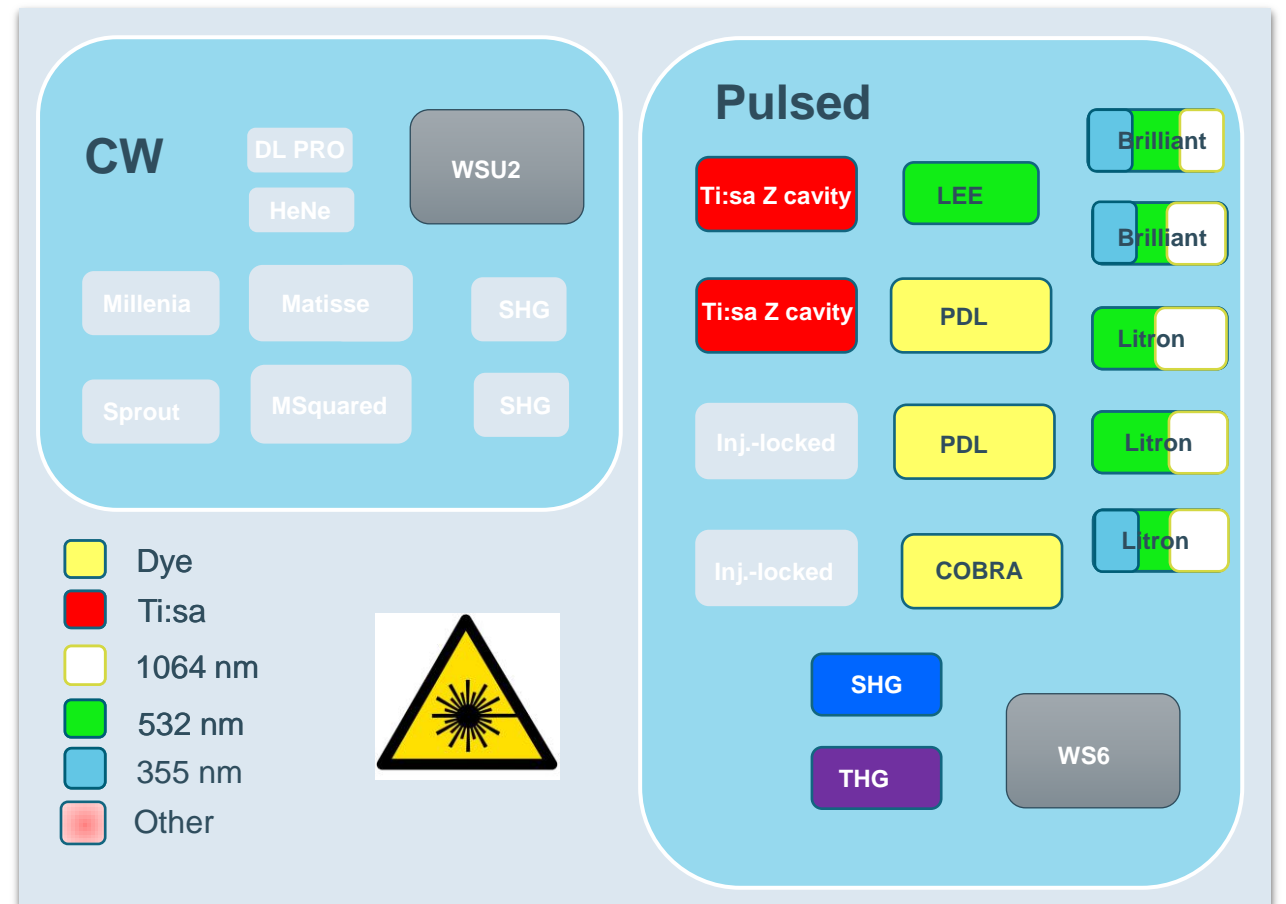 CW
DL PRO
HeNe
WSU2
Millenia
Matisse
SHG
Sprout
MSquared
SHG
Pulsed
Ti:sa Z cavity
LEE
Brilliant
Brilliant
Ti:sa Z cavity
PDL
Litron
Inj.-locked
PDL
Litron
Inj.-locked
COBRA
Litron
SHG
THG
WS6
Dye
Ti:sa
1064 nm
532 nm
355 nm
Other